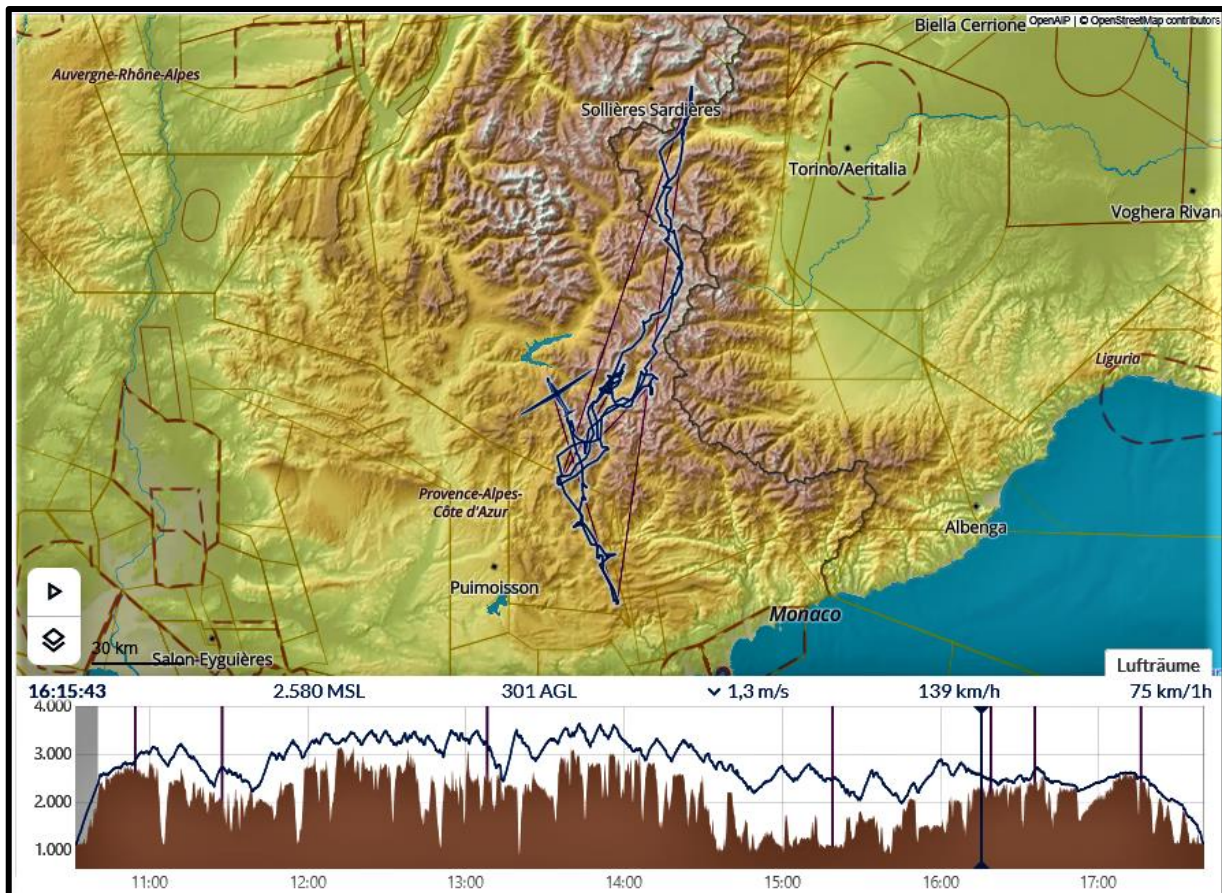 Biella Cerrione
OpenAIP | © OpenStreetMap contributors
Auvergne-Rhône-Alpes
Sollières Sardières
Torino/Aeritalia
Voghera Rivan
Liguria
Provence-Alpes-
Côte d'Azur
Albenga
Puimoisson
Monaco
30 km
Salon-Eyguières
Lufträume
16:15:43 2.580 MSL 301 AGL 1,3 m/s 139 km/h 75 km/1h
4.000
3.000
2.000
1.000
11:00 12:00 13:00 14:00 15:00 16:00 17:00